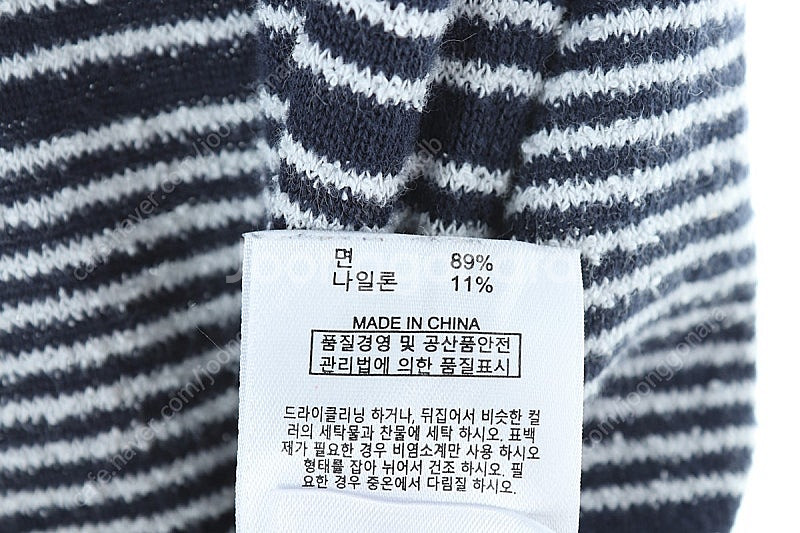 면 89%
나일론 11%
MADE IN CHINA
품질경영 및 공산품안전
관리법에 의한 품질표시
드라이클리닝 하거나, 뒤집어서 비슷한 컬
러의 세탁물과 찬물에 세탁 하십시오. 표백
제가 필요한 경우 비염소계만 사용 하십시오
형태를 잡아 뉘어서 건조 하십시오. 필
요한 경우 중온에서 다림질 하십시오.